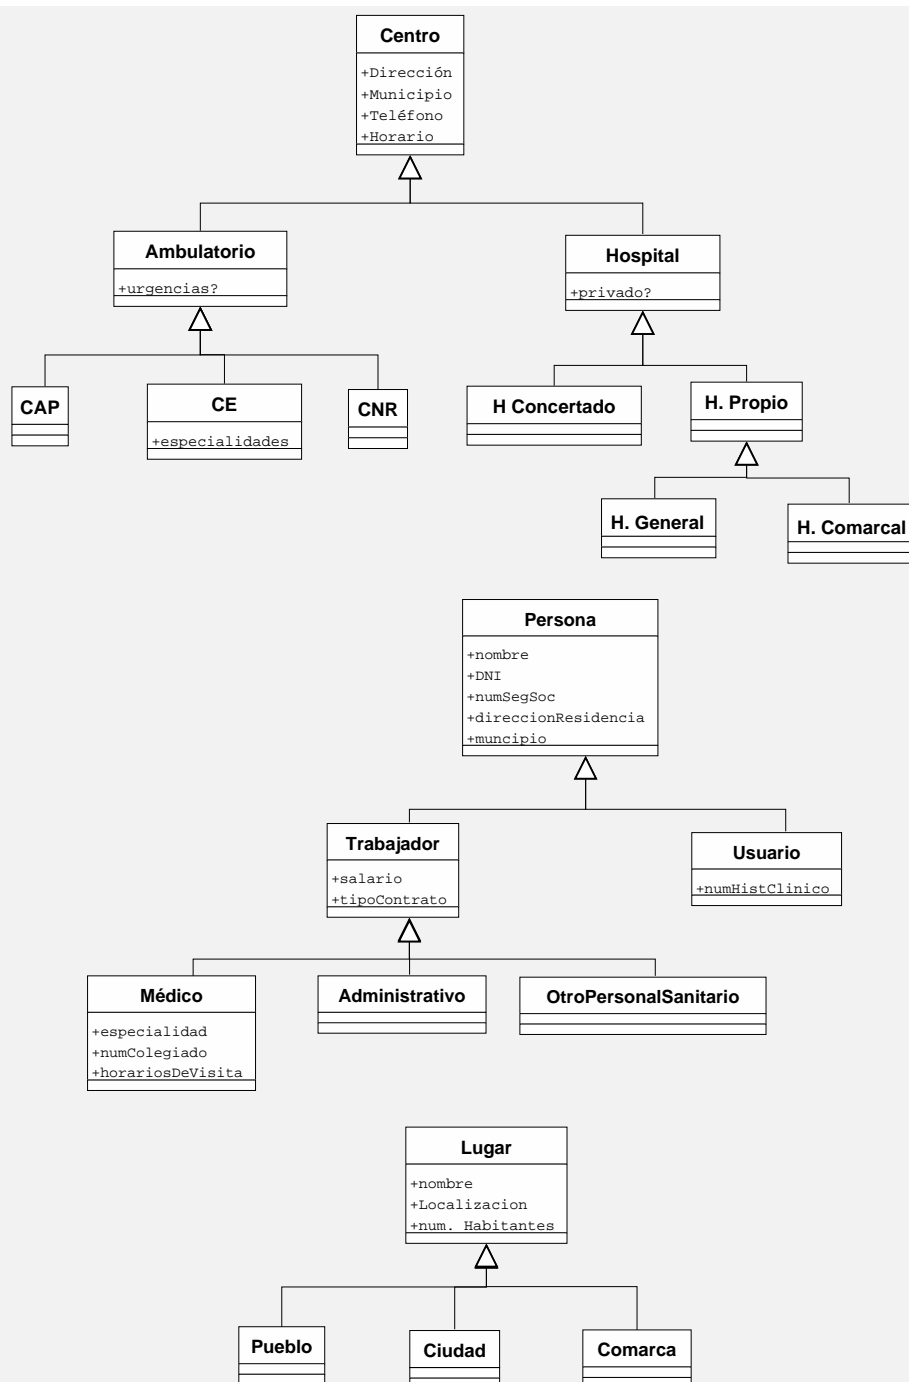 Centro
+Dirección
+Municipio
+Teléfono
+Horario
Ambulatorio
+urgencias?
Hospital
+privado?
CAP
CE
+especialidades
CNR
H Concertado
H. Propio
H. General
H. Comarcal
Persona
+nombre
+DNI
+numSegSoc
+direccionResidencia
+muncipio
Trabajador
+salario
+tipoContrato
Usuario
+numHistClinico
Médico
+especialidad
+numColegiado
+horariosDeVisita
Administrativo
OtroPersonalSanitario
Lugar
+nombre
+Localizacion
+num. Habitantes
Pueblo
Ciudad
Comarca